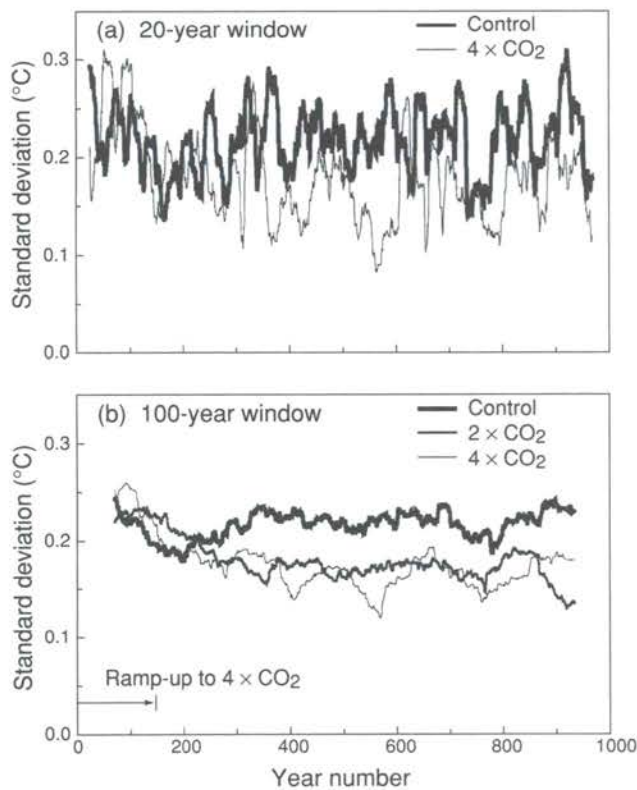 (a) 20-year window
Control
4 × CO₂
Standard deviation (°C)
0.3
0.2
0.1
0.0
(b) 100-year window
Control
2 × CO₂
4 × CO₂
Standard deviation (°C)
0.3
0.2
0.1
0.0
Ramp-up to 4 × CO₂
0 200 400 600 800 1000
Year number